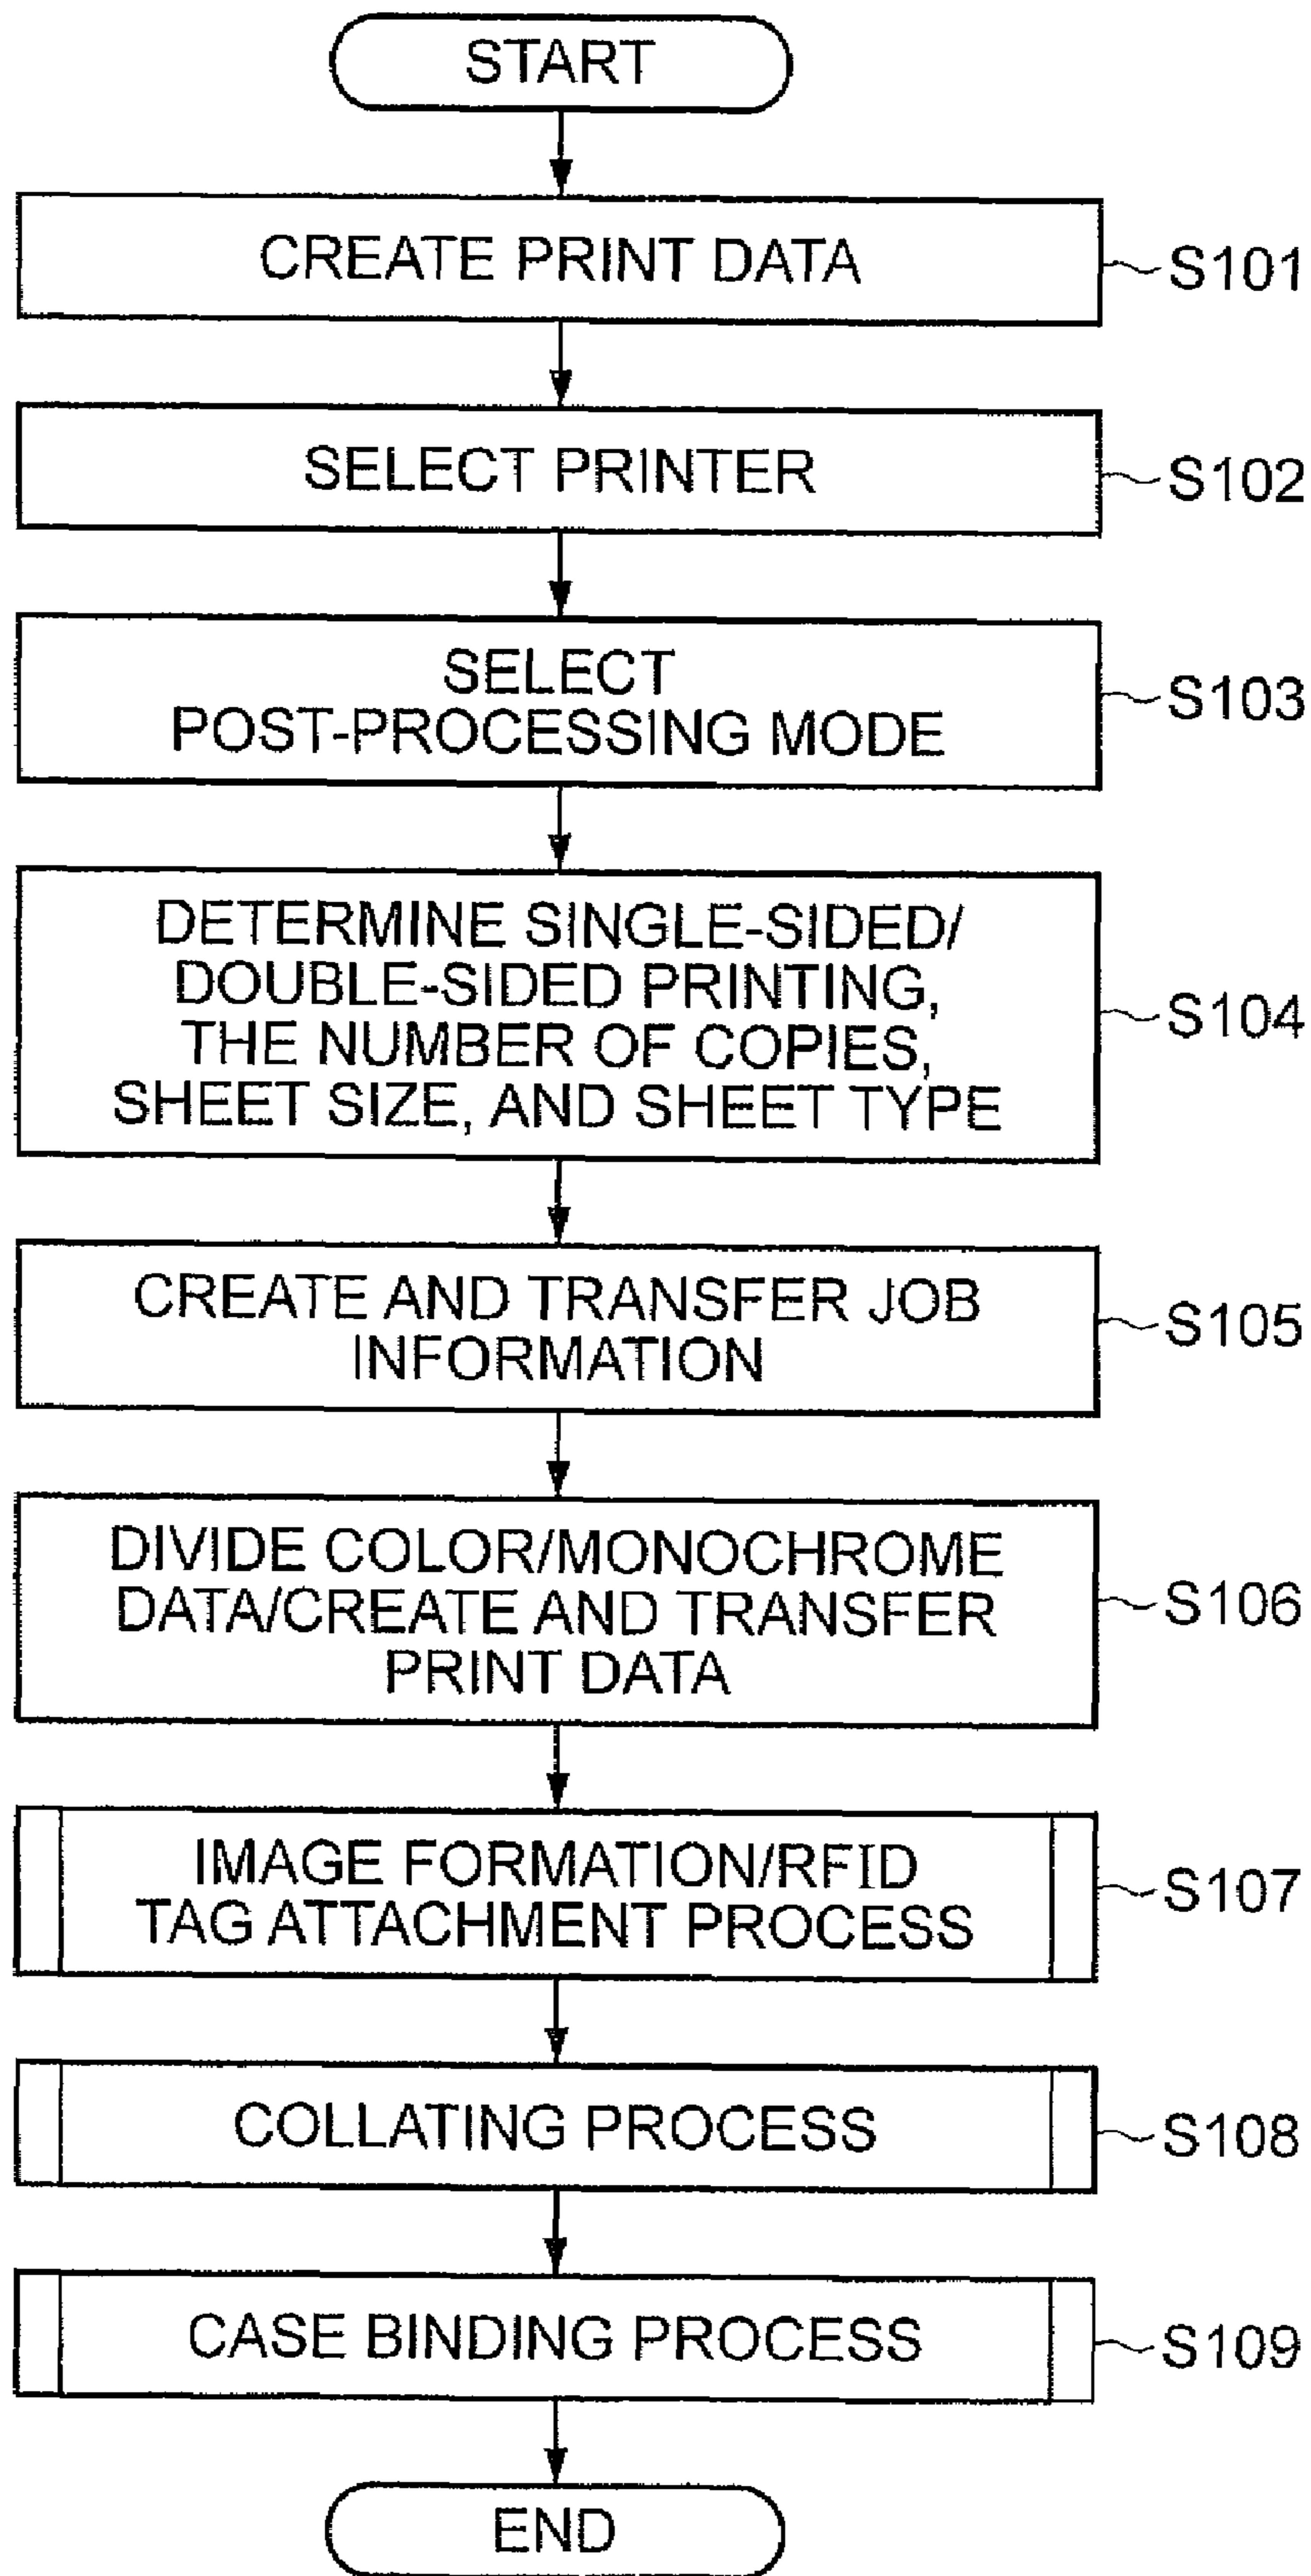 START
CREATE PRINT DATA
S101
SELECT PRINTER
S102
SELECT
POST-PROCESSING MODE
S103
DETERMINE SINGLE-SIDED/
DOUBLE-SIDED PRINTING,
THE NUMBER OF COPIES,
SHEET SIZE, AND SHEET TYPE
S104
CREATE AND TRANSFER JOB
INFORMATION
S105
DIVIDE COLOR/MONOCHROME
DATA/CREATE AND TRANSFER
PRINT DATA
S106
IMAGE FORMATION/RFID
TAG ATTACHMENT PROCESS
S107
COLLATING PROCESS
S108
CASE BINDING PROCESS
S109
END